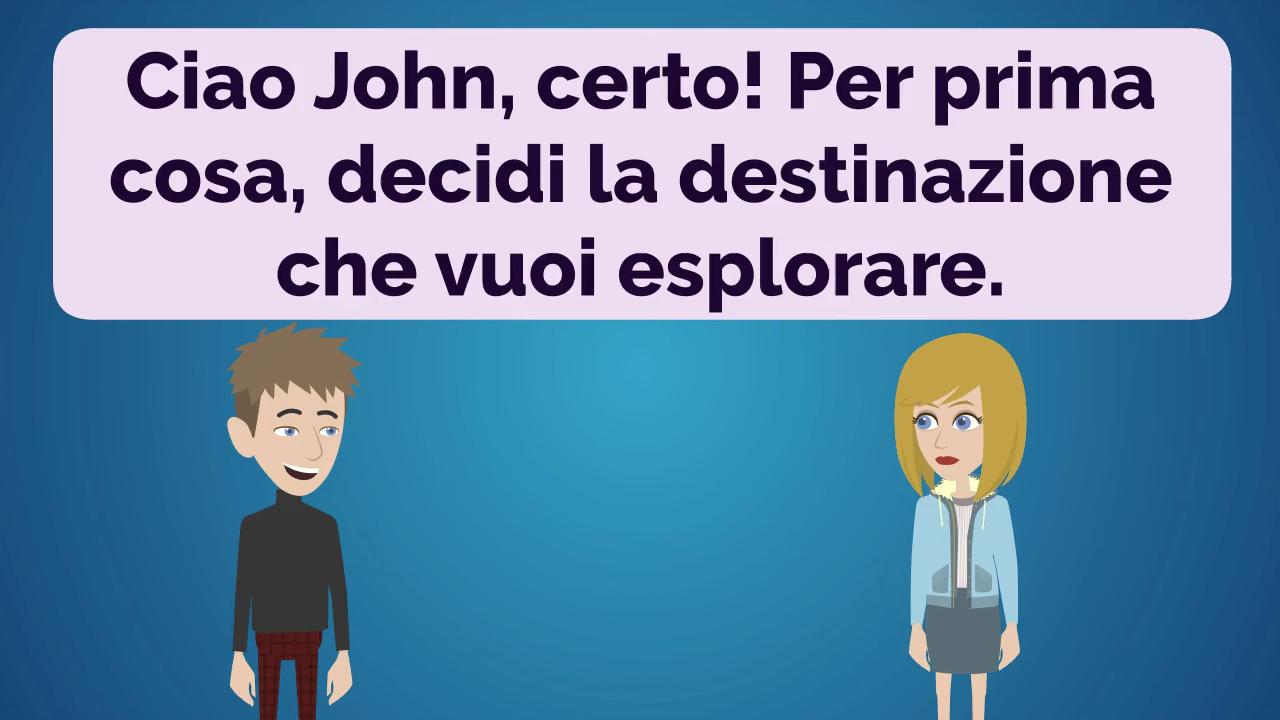 Ciao John, certo! Per prima
cosa, decidi la destinazione
che vuoi esplorare.